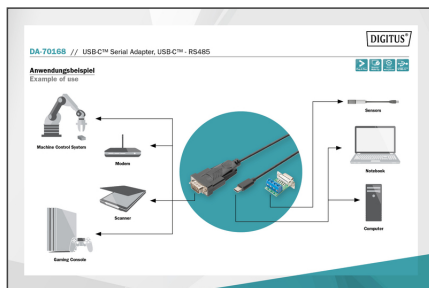 DIGITUS®
DA-70168 // USB-C™ Serial Adapter, USB-C™ - RS485
Anwendungsbeispiel
Example of use
Machine Control System
Modem
Scanner
Gaming Console
Sensors
Notebook
Computer